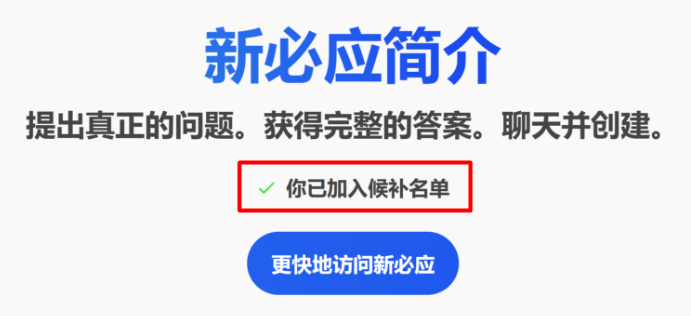 新必应简介
提出真正的问题。获得完整的答案。聊天并创建。
你已加入候补名单
更快地访问新必应